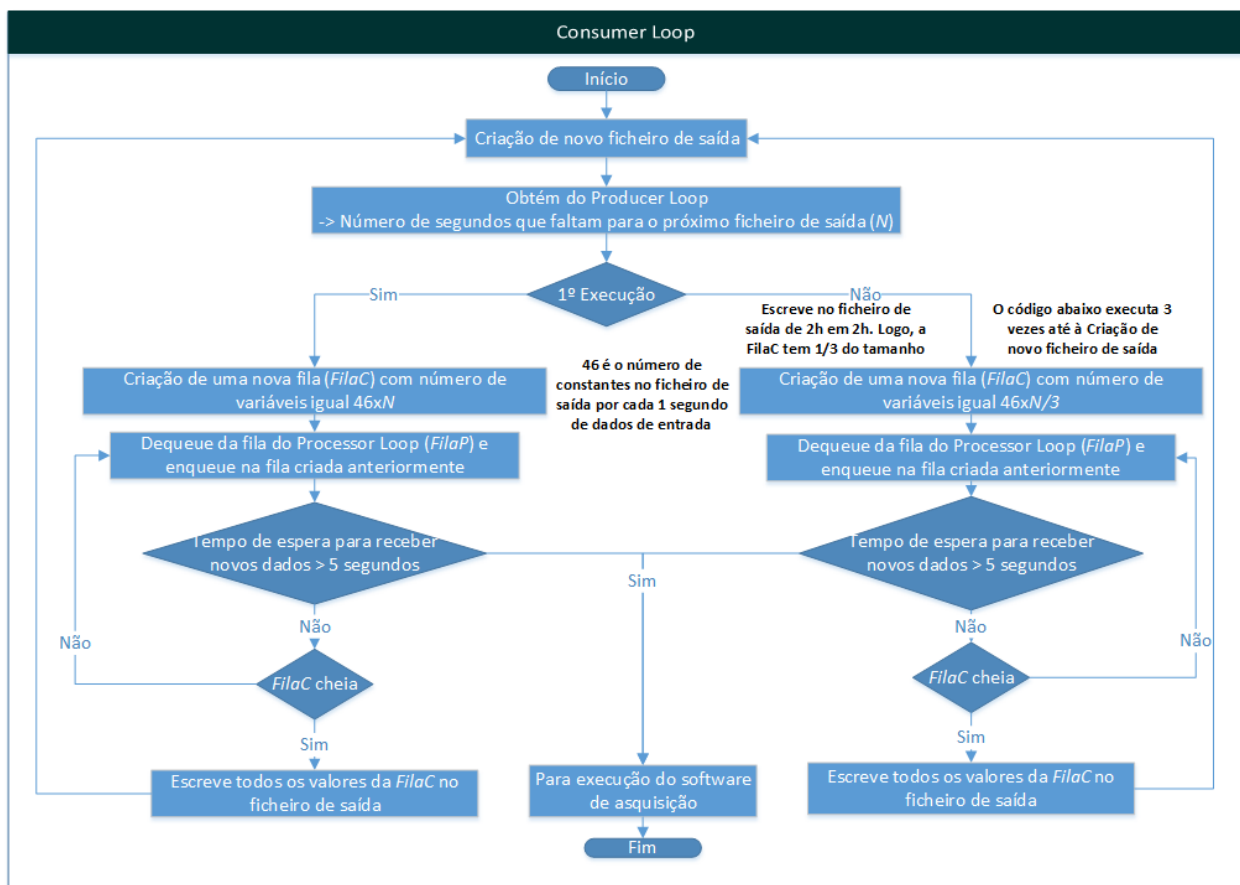 Consumer Loop
Início
Criação de novo ficheiro de saída
Obtém do Producer Loop
-> Número de segundos que faltam para o próximo ficheiro de saída (N)
1º Execução
Sim
Não
Escreve no ficheiro de
saída de 2h em 2h. Logo, a
FilaC tem 1/3 do tamanho
O código abaixo executa 3
vezes até à Criação de
novo ficheiro de saída
46 é o número de
constantes no ficheiro de
saída por cada 1 segundo
de dados de entrada
Criação de uma nova fila (FilaC) com número de
variáveis igual 46xN
Criação de uma nova fila (FilaC) com número de
variáveis igual 46xN/3
Dequeue da fila do Processor Loop (FilaP) e
enqueue na fila criada anteriormente
Dequeue da fila do Processor Loop (FilaP) e
enqueue na fila criada anteriormente
Tempo de espera para receber
novos dados > 5 segundos
Tempo de espera para receber
novos dados > 5 segundos
Sim
Não
Não
Não
Não
FilaC cheia
FilaC cheia
Sim
Sim
Escreve todos os valores da FilaC no
ficheiro de saída
Para execução do software
de asquisição
Escreve todos os valores da FilaC no
ficheiro de saída
Fim